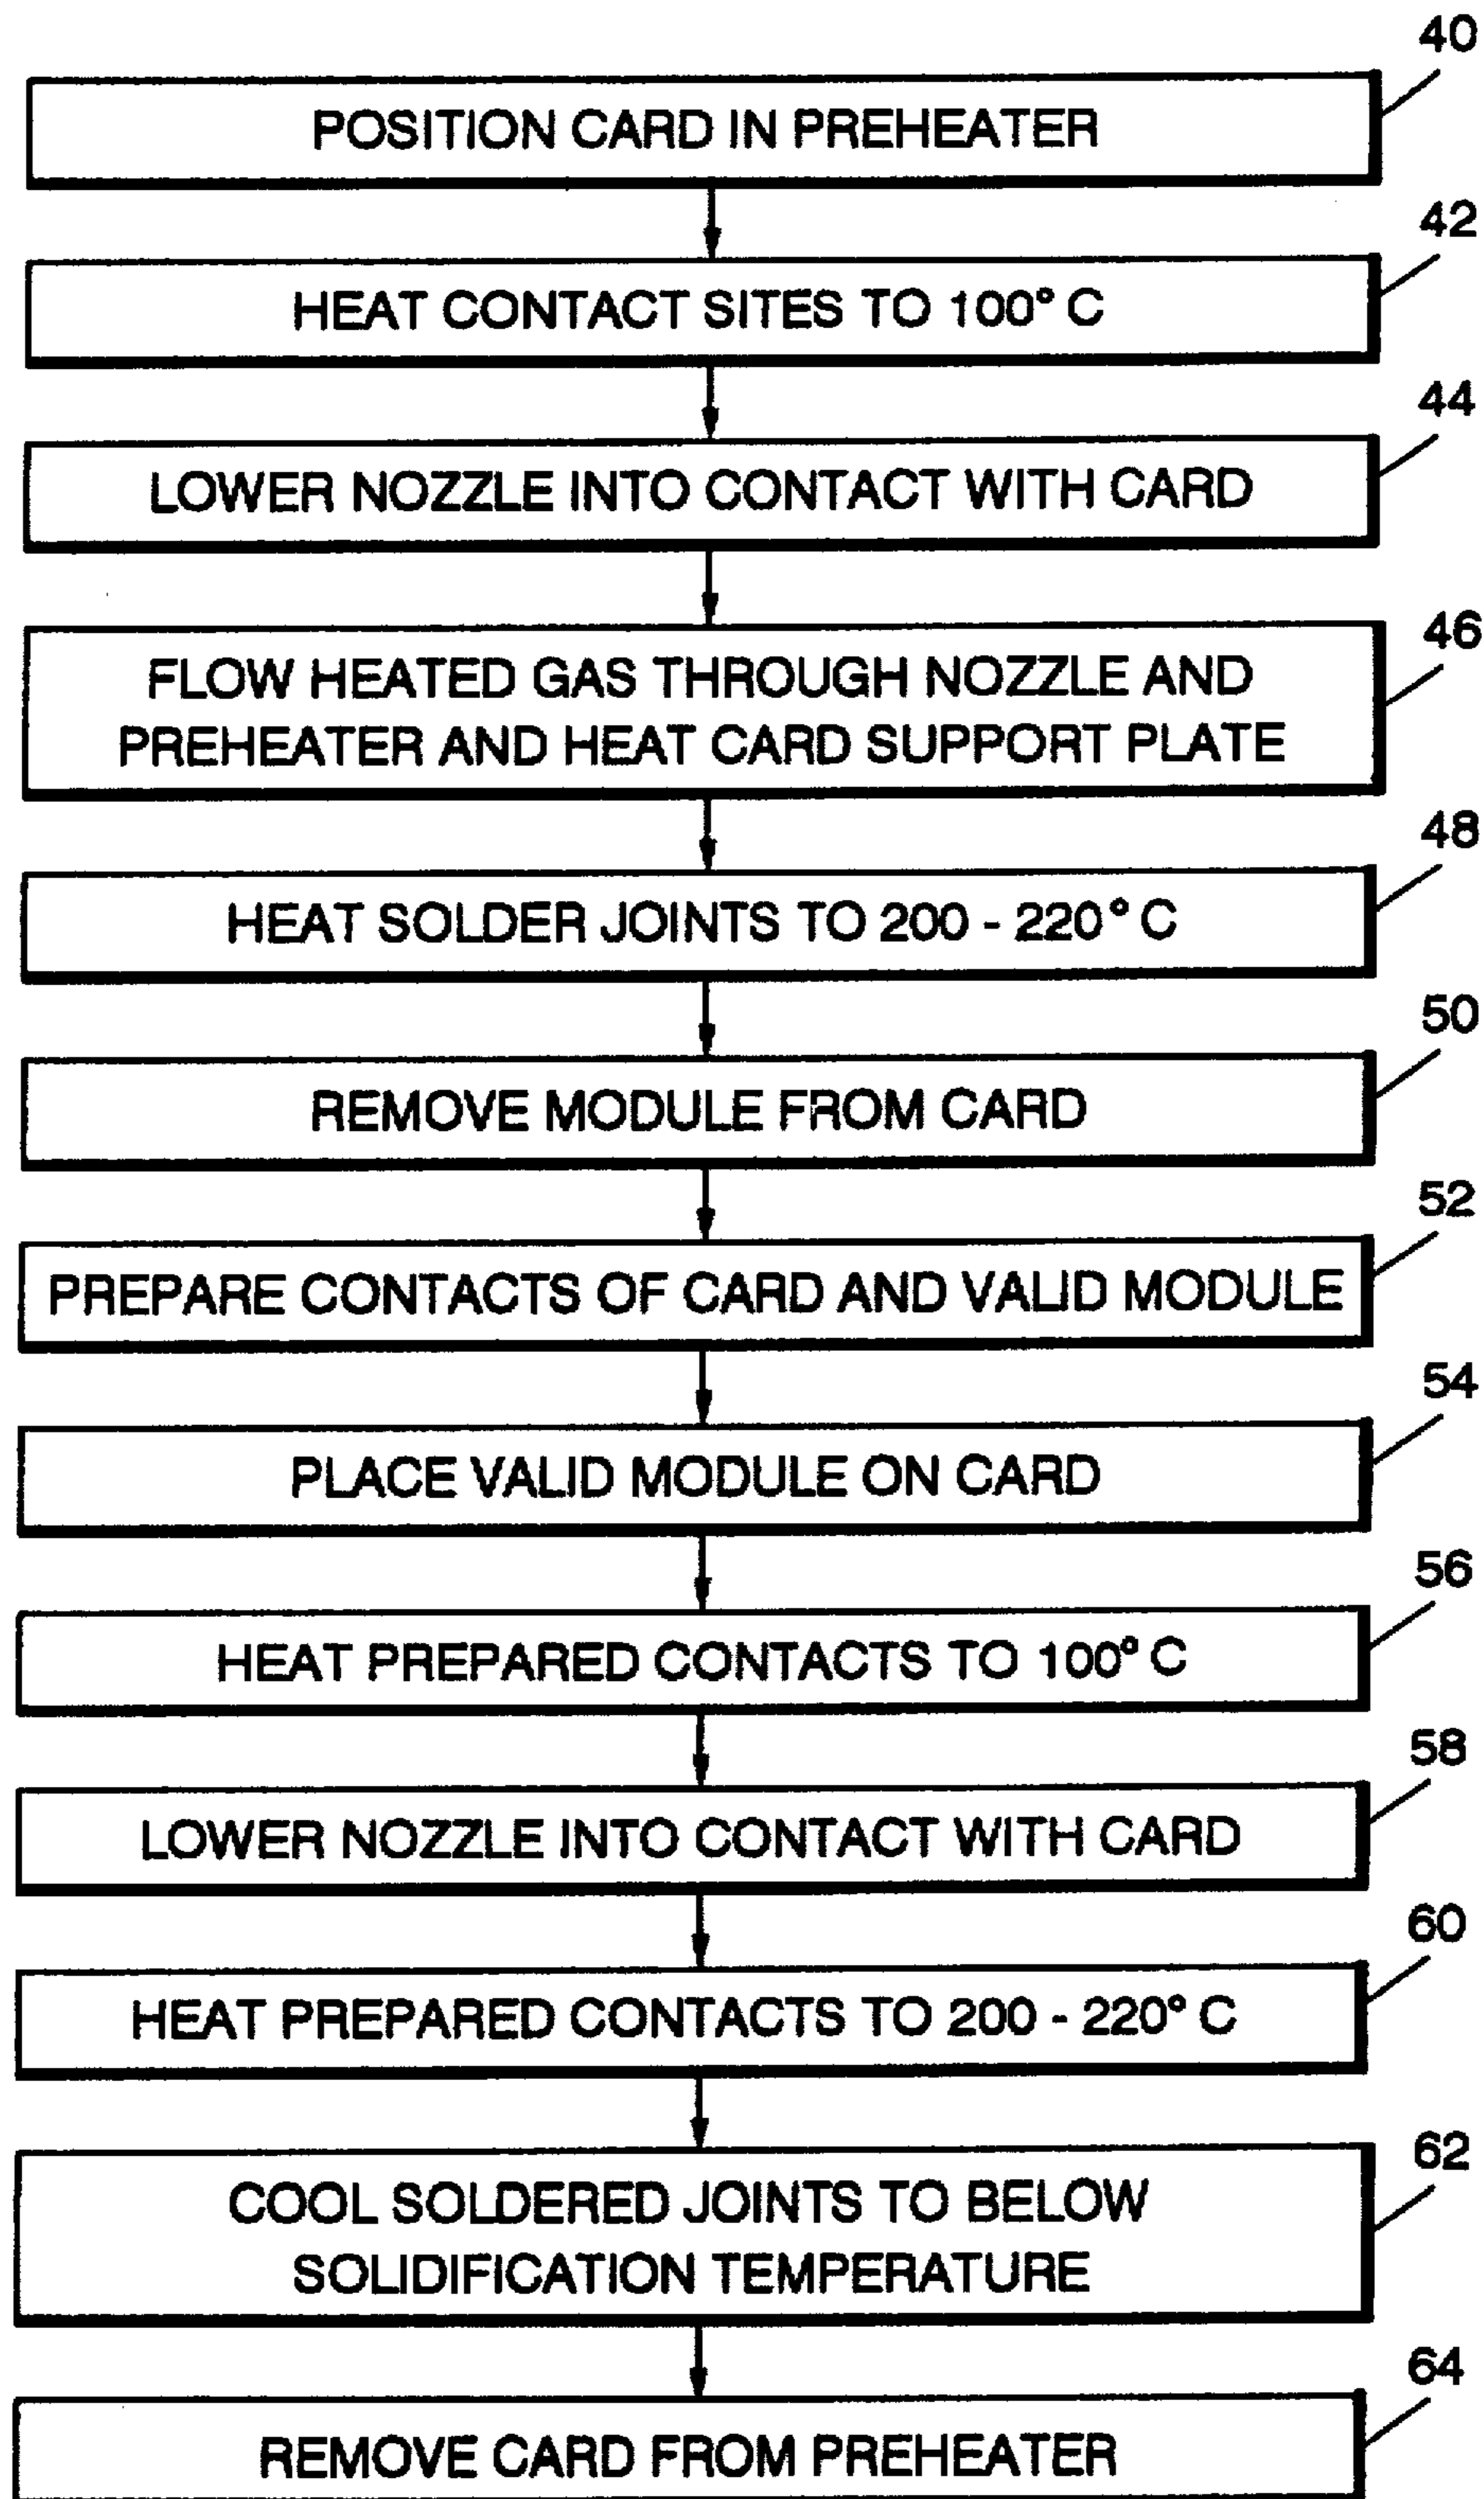 40
POSITION CARD IN PREHEATER
42
HEAT CONTACT SITES TO 100° C
44
LOWER NOZZLE INTO CONTACT WITH CARD
46
FLOW HEATED GAS THROUGH NOZZLE AND
PREHEATER AND HEAT CARD SUPPORT PLATE
48
HEAT SOLDER JOINTS TO 200 - 220° C
50
REMOVE MODULE FROM CARD
52
PREPARE CONTACTS OF CARD AND VALID MODULE
54
PLACE VALID MODULE ON CARD
56
HEAT PREPARED CONTACTS TO 100° C
58
LOWER NOZZLE INTO CONTACT WITH CARD
60
HEAT PREPARED CONTACTS TO 200 - 220° C
62
COOL SOLDERED JOINTS TO BELOW
SOLIDIFICATION TEMPERATURE
64
REMOVE CARD FROM PREHEATER